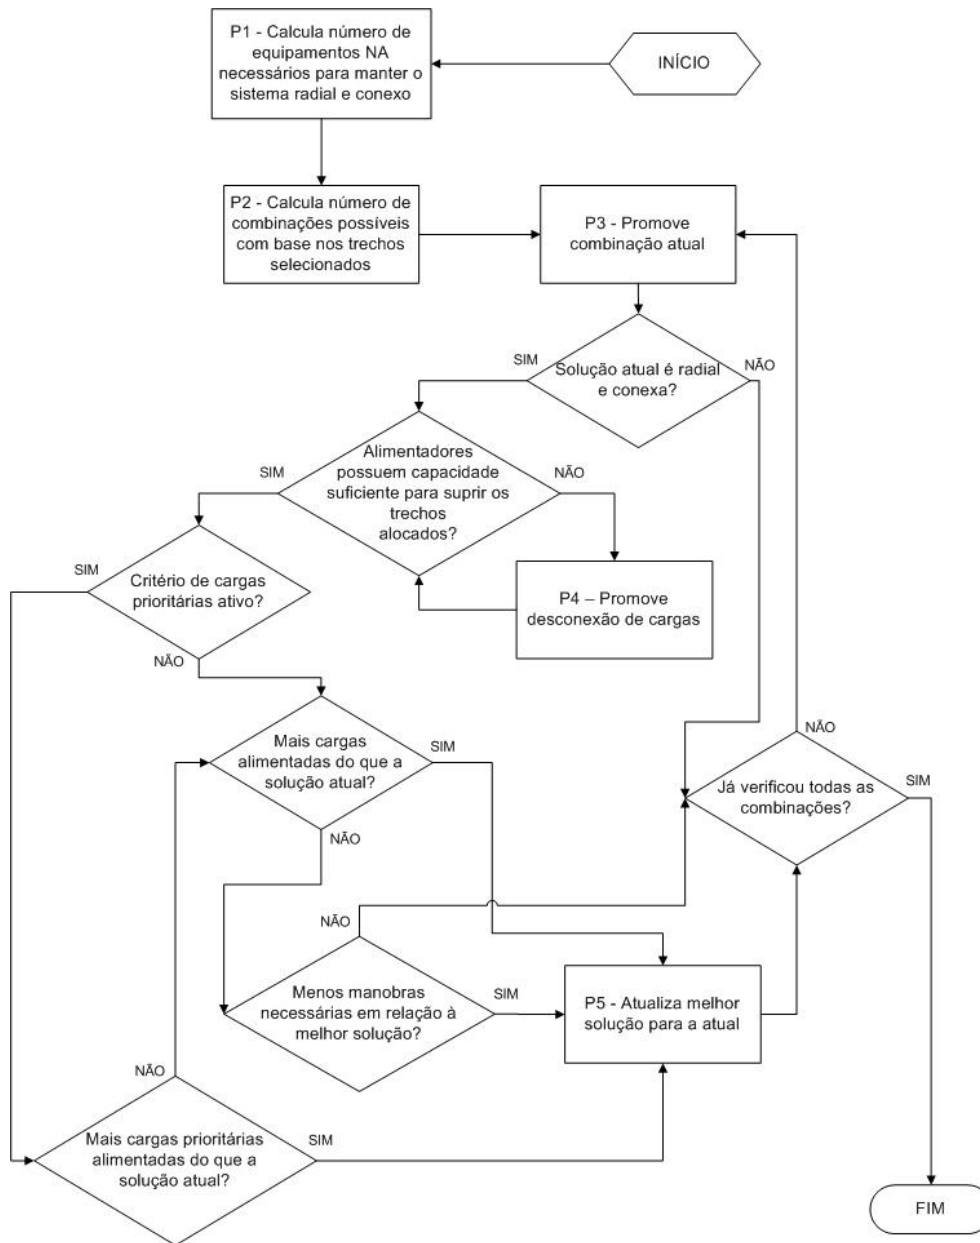 P1 - Calcula número de
equipamentos NA
necessários para manter o
sistema radial e conexo
INÍCIO
P2 - Calcula número de
combinações possíveis
com base nos trechos
selecionados
P3 - Promove
combinação atual
SIM
Solução atual é radial
e conexa?
NÃO
SIM
Alimentadores
possuem capacidade
suficiente para suprir os
trechos
alocados?
NÃO
SIM
Critério de cargas
prioritárias ativo?
NÃO
P4 – Promove
desconexão de cargas
Mais cargas
alimentadas do que a
solução atual?
SIM
NÃO
NÃO
Já verificou todas as
combinações?
SIM
NÃO
Menos manobras
necessárias em relação à
melhor solução?
SIM
P5 - Atualiza melhor
solução para a atual
NÃO
Mais cargas prioritárias
alimentadas do que a
solução atual?
SIM
FIM